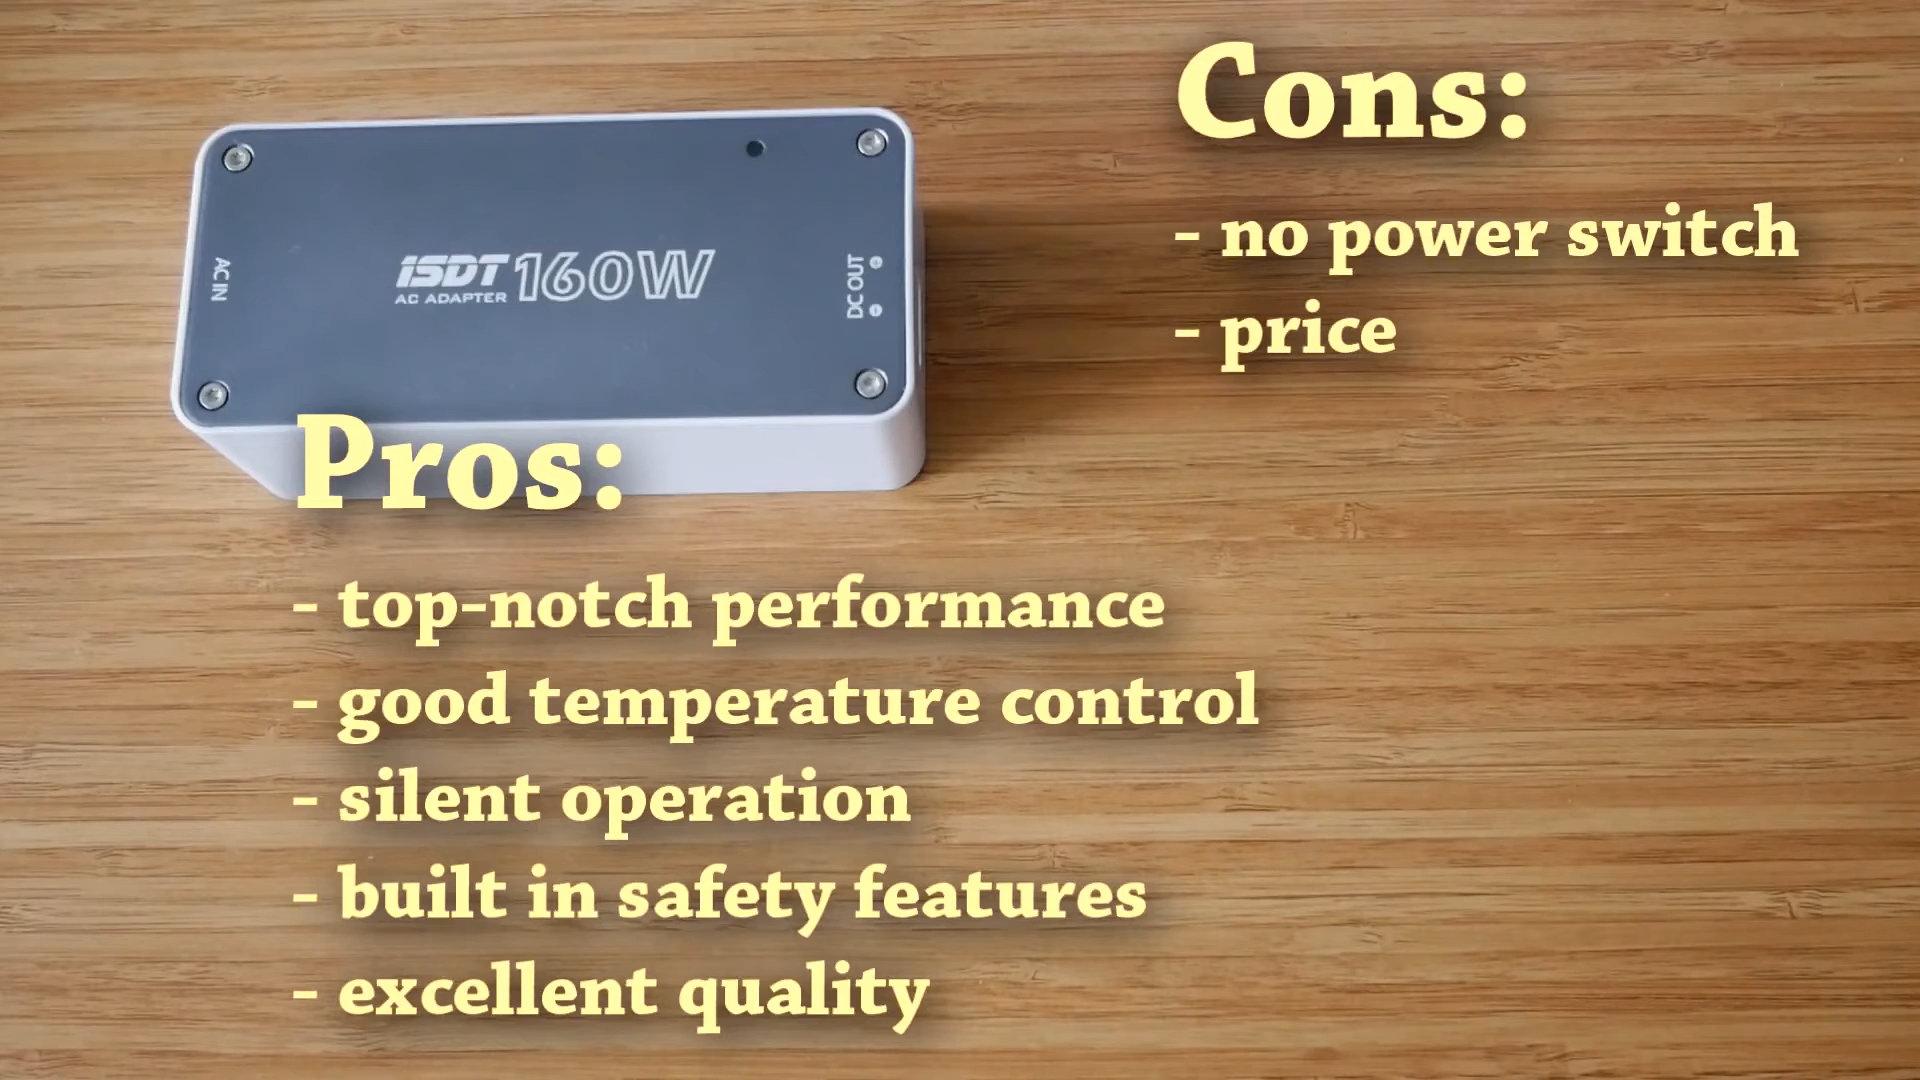 AC IN
ISDT 160W
AC ADAPTER
DC OUT
Cons:
- no power switch
- price
Pros:
- top-notch performance
- good temperature control
- silent operation
- built in safety features
- excellent quality